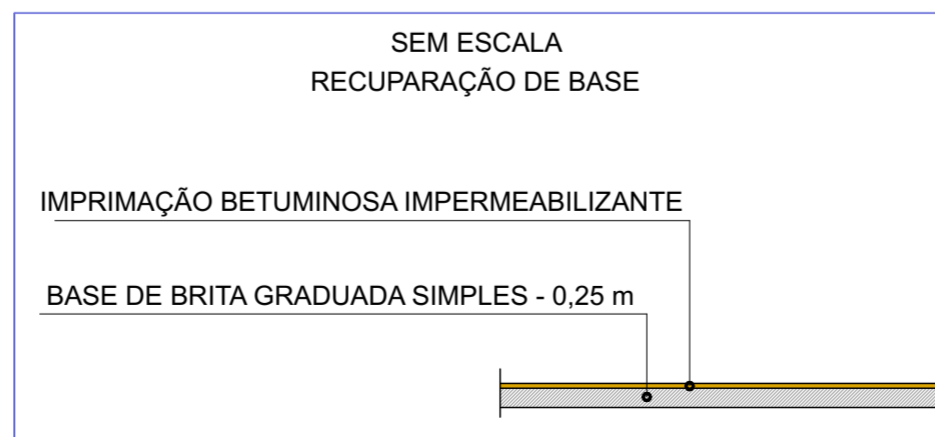 SEM ESCALA
RECUPARAÇÃO DE BASE
IMPRIMAÇÃO BETUMINOSA IMPERMEABILIZANTE
BASE DE BRITA GRADUADA SIMPLES - 0,25 m